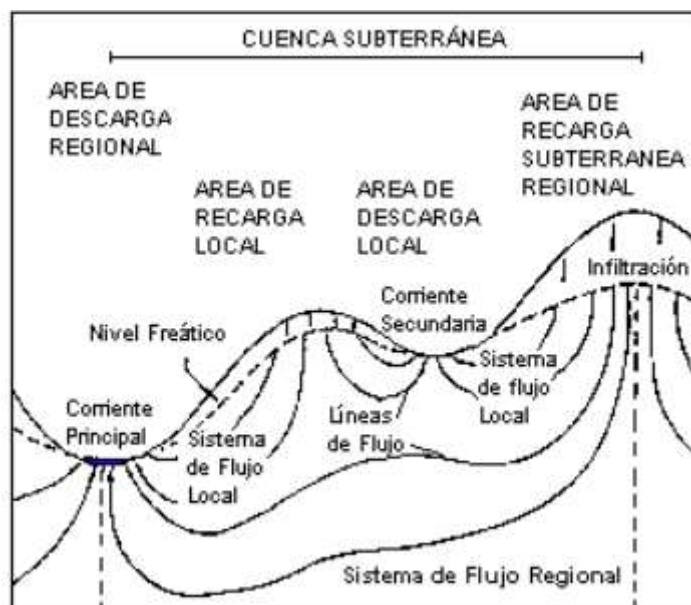 CUENCA SUBTERRÁNEA
AREA DE
DESCARGA
REGIONAL
AREA DE
RECARGA
LOCAL
AREA DE
DESCARGA
LOCAL
AREA DE
RECARGA
SUBTERRANEA
REGIONAL
Nivel Freático
Corriente
Secundaria
Infiltración
Corriente
Principal
Sistema
de Flujo
Local
Líneas
de Flujo
Sistema
de flujo
Local
Sistema de Flujo Regional